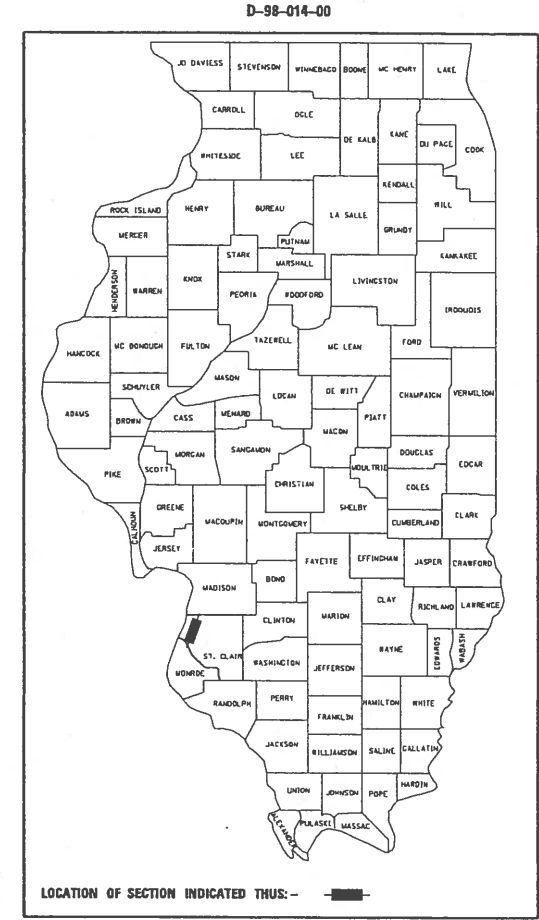 D-98-014-00
JO DAVIESS STEVENSON WINNEBAGO BOONE MC HENRY LAKE
CARROLL OGLE
DE KALB KANE DU PAGE COOK
WHITESIDE LEE
KENDALL WILL
ROCK ISLAND HENRY BUREAU LA SALLE GRUNDY
MERCER PUTNAM
STARK MARSHALL KANKAKEE
HENDERSON WARREN KNOX PEORIA WOODFORD LIVINGSTON IROQUOIS
HANCOCK MC DONOUGH FULTON TAZEWELL MC LEAN FORD
MASON
SCHUYLER LOGAN DE WITT CHAMPAIGN VERMILION
ADAMS BROWN CASS MENARD PIATT
MACON
MORGAN SANGAMON DOUGLAS EDGAR
PIKE SCOTT CHRISTIAN MOULTRIE COLES
GREENE MACOUPIN MONTGOMERY SHELBY CUMBERLAND CLARK
CALHOUN JERSEY FAYETTE EFFINGHAM JASPER CRAWFORD
MADISON BOND CLAY RICHLAND LAWRENCE
CLINTON MARION
ST. CLAIR WASHINGTON WAYNE EDWARDS WABASH
MONROE JEFFERSON
RANDOLPH PERRY HAMILTON WHITE
FRANKLIN
JACKSON WILLIAMSON SALINE GALLATIN
UNION JOHNSON POPE HARDIN
ALEXANDER PULASKI MASSAC
LOCATION OF SECTION INDICATED THUS:-